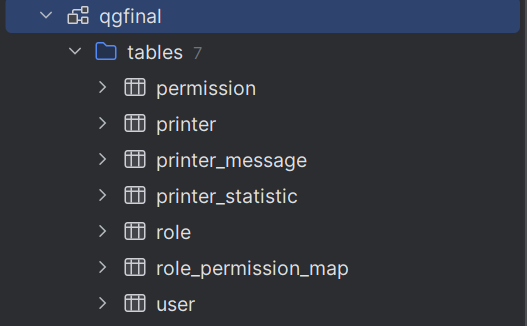 qgfinal
tables 7
permission
printer
printer_message
printer_statistic
role
role_permission_map
user